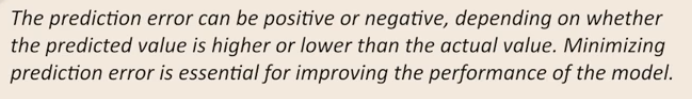 The prediction error can be positive or negative, depending on whether
the predicted value is higher or lower than the actual value. Minimizing
prediction error is essential for improving the performance of the model.